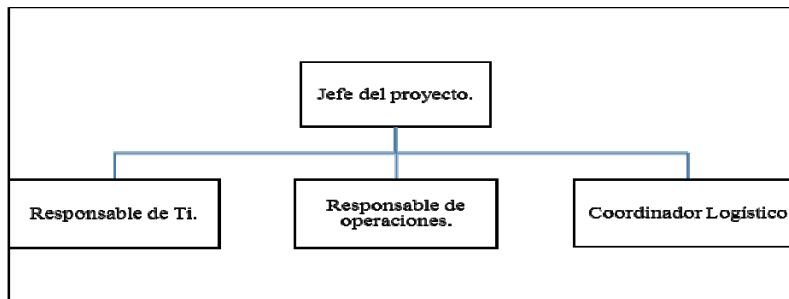 Jefe del proyecto.
Responsable de Ti.
Responsable de
operaciones.
Coordinador Logístico